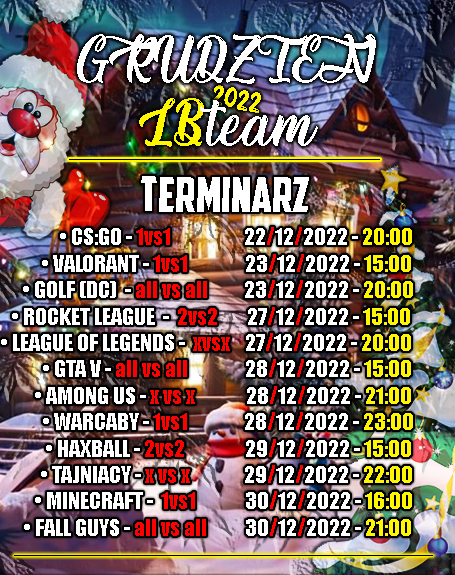 GRUDZIEN
2022
LBteam
TERMINARZ
• CS:GO - 1vs1 22/12/2022 - 20:00
• VALORANT - 1vs1 23/12/2022 - 15:00
• GOLF (DC) - all vs all 23/12/2022 - 20:00
• ROCKET LEAGUE - 2vs2 27/12/2022 - 15:00
• LEAGUE OF LEGENDS - xvsx 27/12/2022 - 20:00
• GTA V - all vs all 28/12/2022 - 15:00
• AMONG US - x vs x 28/12/2022 - 21:00
• WARCABY - 1vs1 28/12/2022 - 23:00
• HAXBALL - 2vs2 29/12/2022 - 15:00
• TAJNIACY - x vs x 29/12/2022 - 22:00
• MINECRAFT - 1vs1 30/12/2022 - 16:00
• FALL GUYS - all vs all 30/12/2022 - 21:00